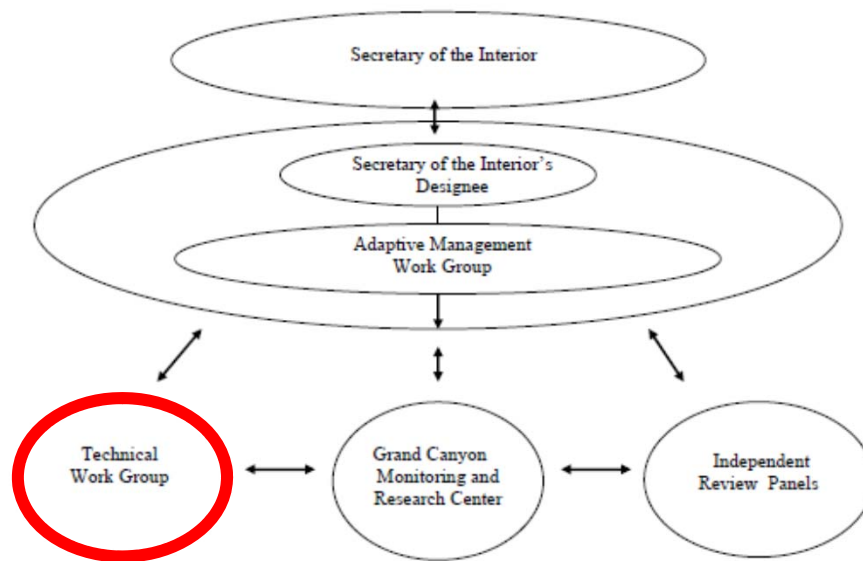 Secretary of the Interior
Secretary of the Interior's
Designee
Adaptive Management
Work Group
Technical
Work Group
Grand Canyon
Monitoring and
Research Center
Independent
Review Panels